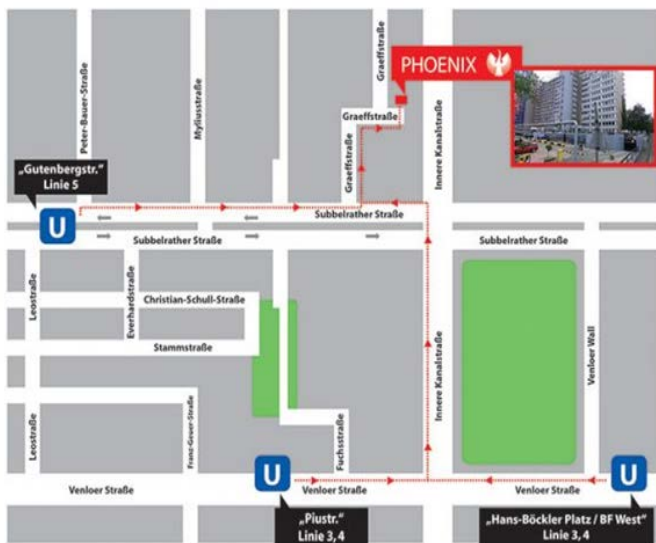 PHOENIX
Graeffstraße
Peter-Bauer-Straße
Myliusstraße
Graeffstraße
Graeffstraße
Innere Kanalstraße
„Gutenbergstr.“
Linie 5
U
Subbelrather Straße
Subbelrather Straße
Subbelrather Straße
Leostraße
Everhardstraße
Christian-Schull-Straße
Stammstraße
Innere Kanalstraße
Venloer Wall
Leostraße
Franz-Geuer-Straße
Fuchsstraße
U
U
Venloer Straße
Venloer Straße
Venloer Straße
„Piustr.“
Linie 3, 4
„Hans-Böckler Platz / BF West“
Linie 3, 4